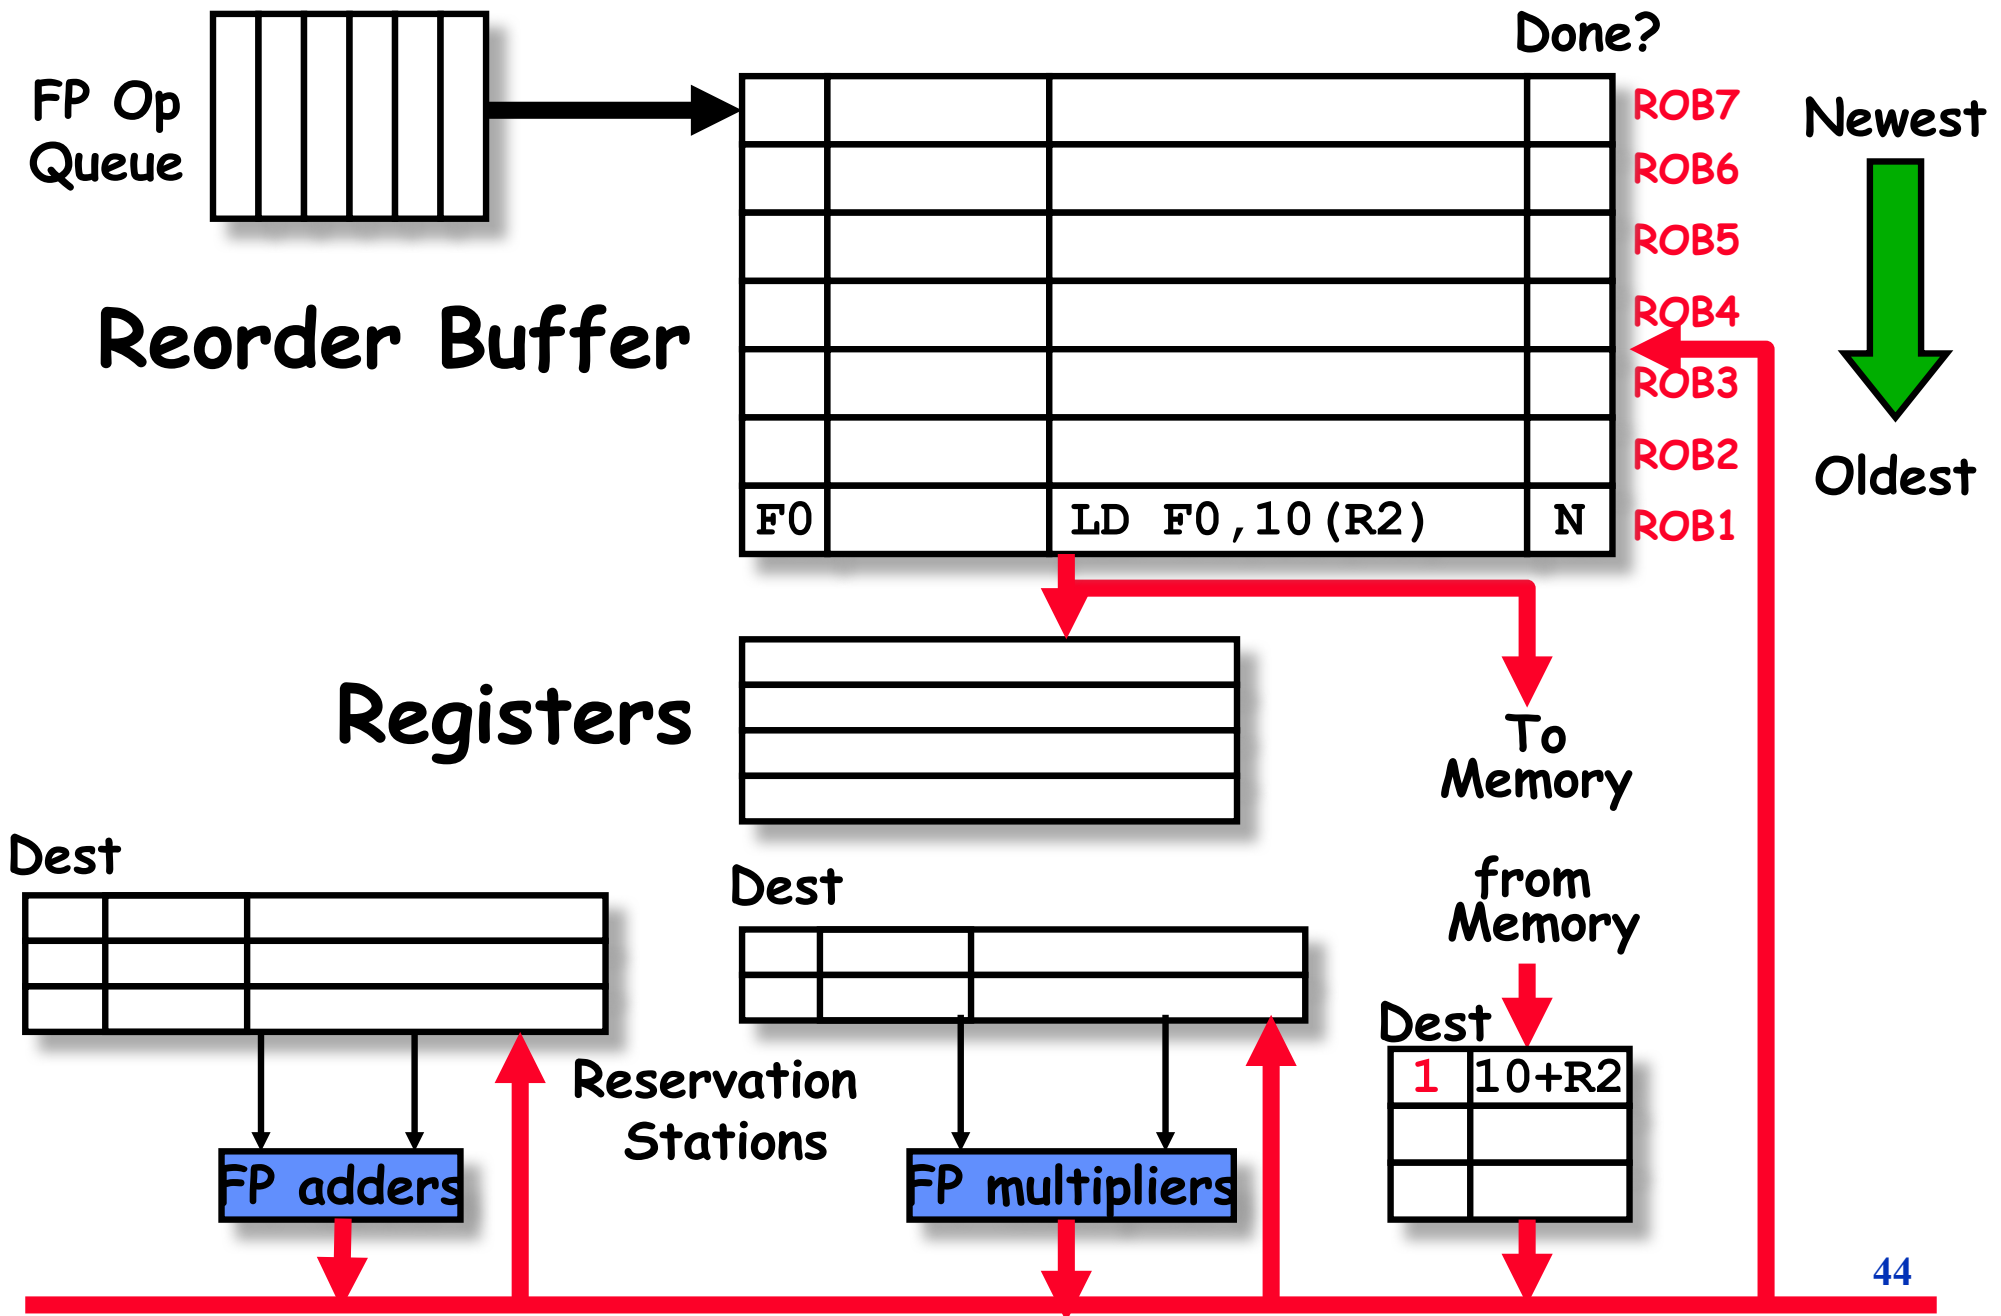 Done?
FP Op
Queue
ROB7
Newest
ROB6
ROB5
Reorder Buffer
ROB4
ROB3
ROB2
Oldest
F0 LD F0,10(R2) N ROB1
Registers
To
Memory
Dest
Dest
from
Memory
Dest
1 10+R2
Reservation
Stations
FP adders
FP multipliers
44